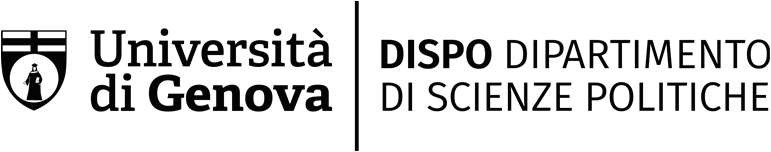 Università
di Genova
DISPO DIPARTIMENTO
DI SCIENZE POLITICHE